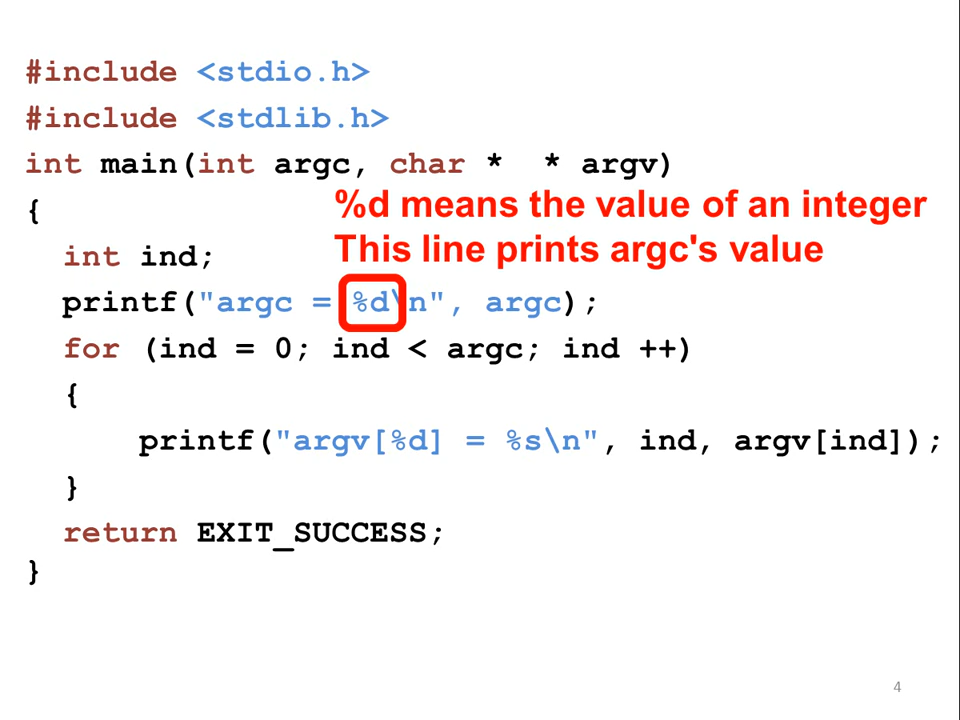 #include <stdio.h>
#include <stdlib.h>
int main(int argc, char *  * argv)
{
%d means the value of an integer
int ind;
This line prints argc's value
printf("argc = %d\n", argc);
for (ind = 0; ind < argc; ind ++)
{
printf("argv[%d] = %s\n", ind, argv[ind]);
}
return EXIT_SUCCESS;
}
4